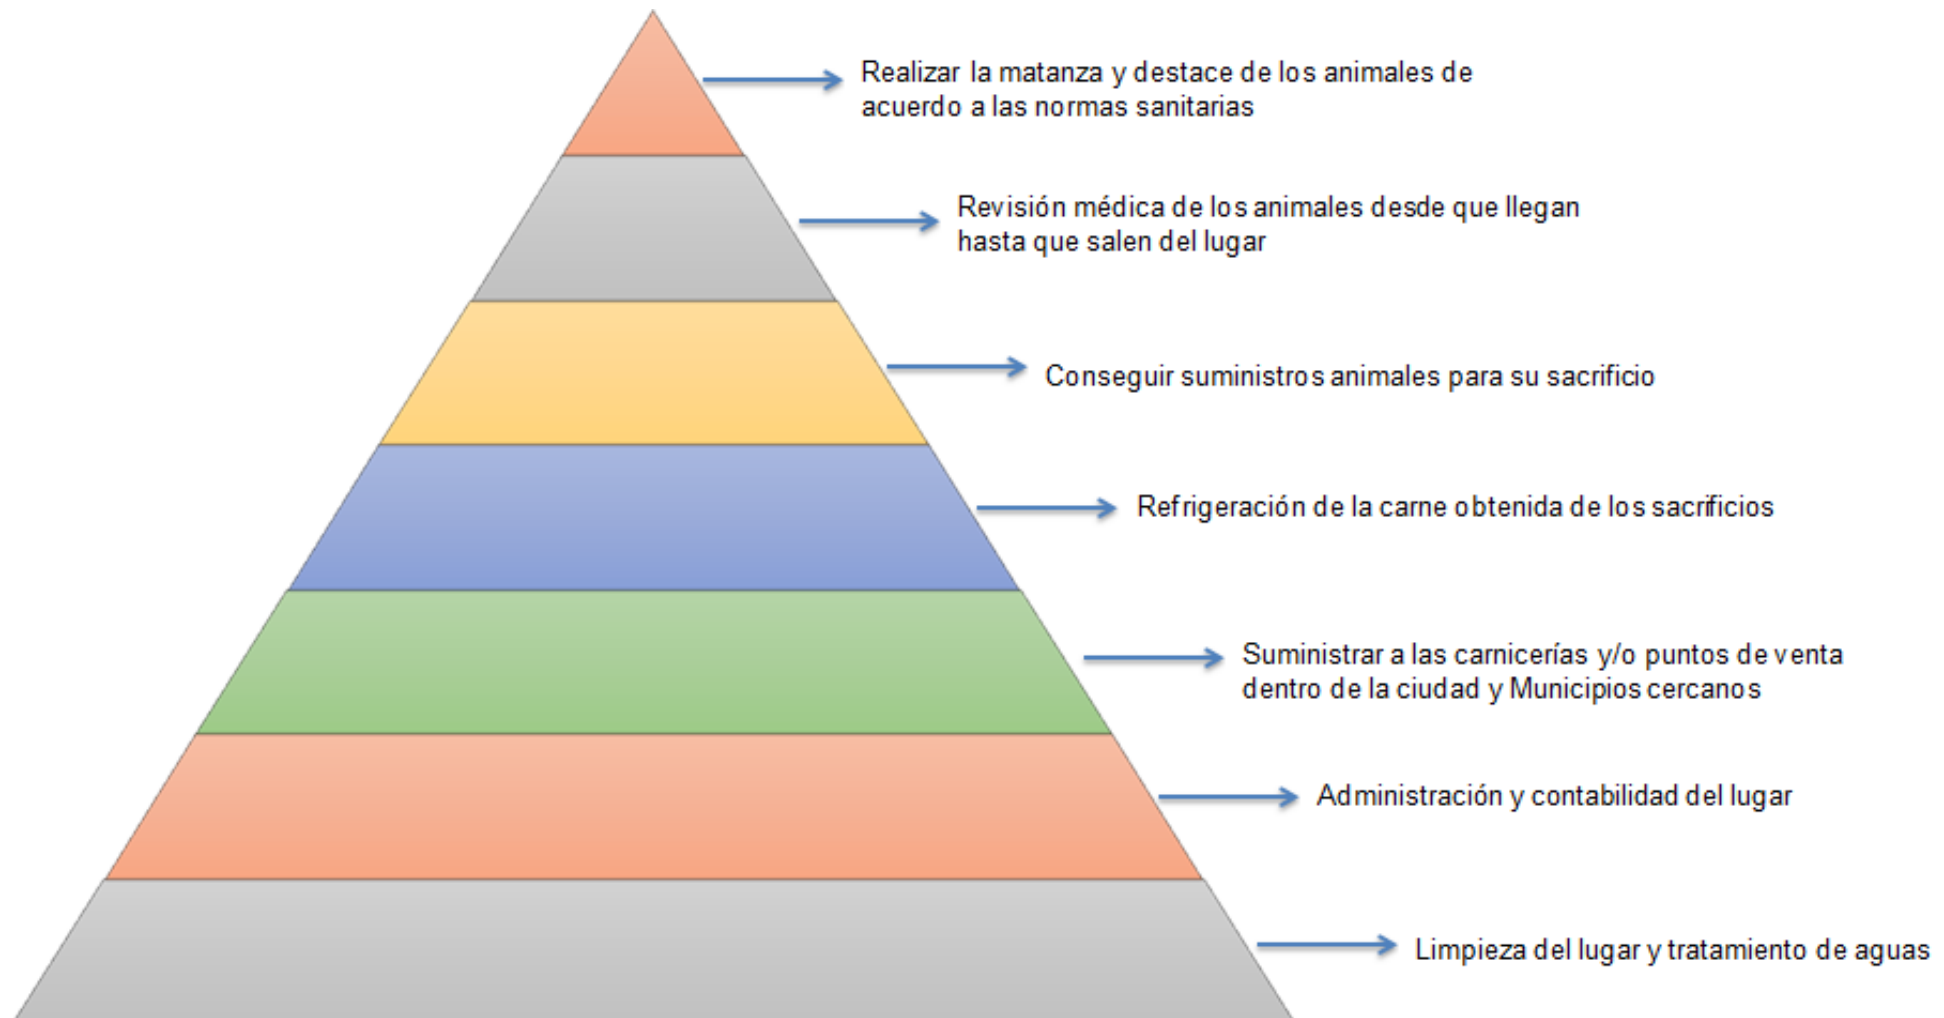 Realizar la matanza y destace de los animales de
acuerdo a las normas sanitarias
Revisión médica de los animales desde que llegan
hasta que salen del lugar
Conseguir suministros animales para su sacrificio
Refrigeración de la carne obtenida de los sacrificios
Suministrar a las carnicerías y/o puntos de venta
dentro de la ciudad y Municipios cercanos
Administración y contabilidad del lugar
Limpieza del lugar y tratamiento de aguas